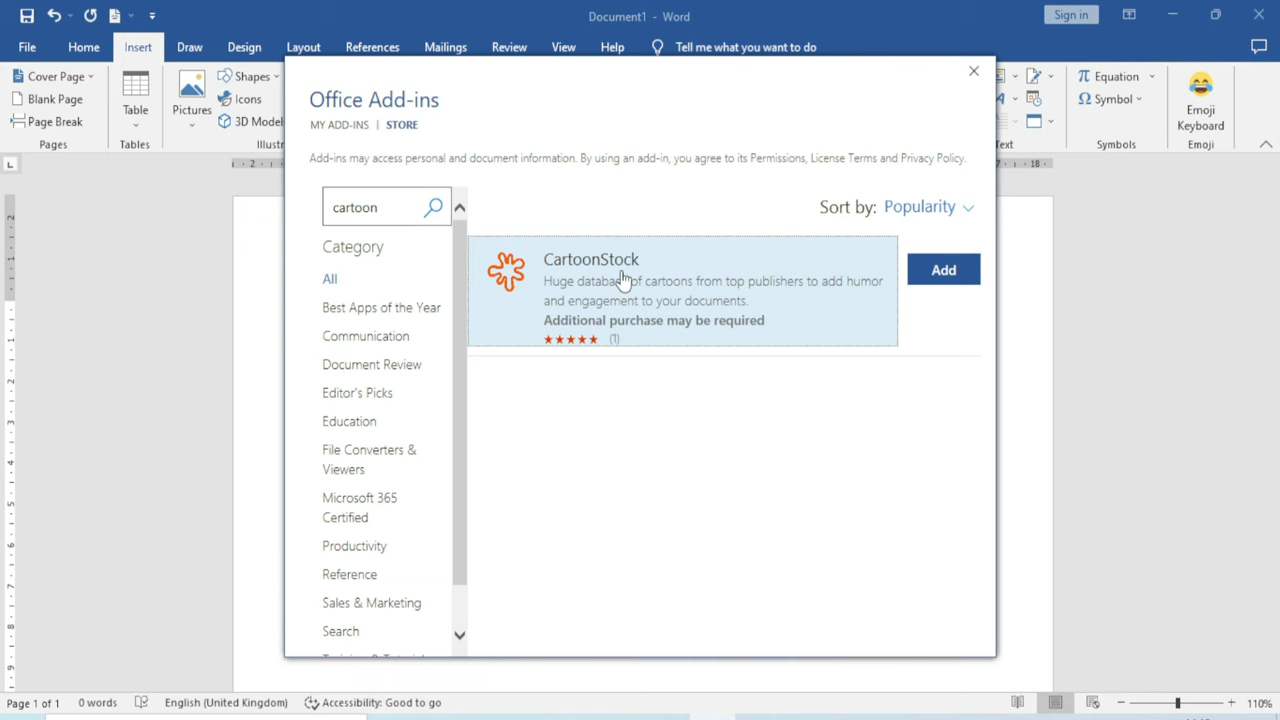 Document1 - Word
Sign in
File Home Insert Draw Design Layout References Mailings Review View Help Tell me what you want to do
Cover Page
Blank Page
Page Break
Pages
Table
Tables
Pictures
Shapes
Icons
3D Model
Illustr
Text
Equation
Symbol
Symbols
Emoji
Keyboard
Emoji
Office Add-ins
MY ADD-INS | STORE
Add-ins may access personal and document information. By using an add-in, you agree to its Permissions, License Terms and Privacy Policy.
cartoon
Sort by: Popularity
Category
All
Best Apps of the Year
Communication
Document Review
Editor's Picks
Education
File Converters &
Viewers
Microsoft 365
Certified
Productivity
Reference
Sales & Marketing
Search
CartoonStock
Huge database of cartoons from top publishers to add humor
and engagement to your documents.
Additional purchase may be required
(1)
Add
Page 1 of 1 0 words English (United Kingdom) Accessibility: Good to go 110%